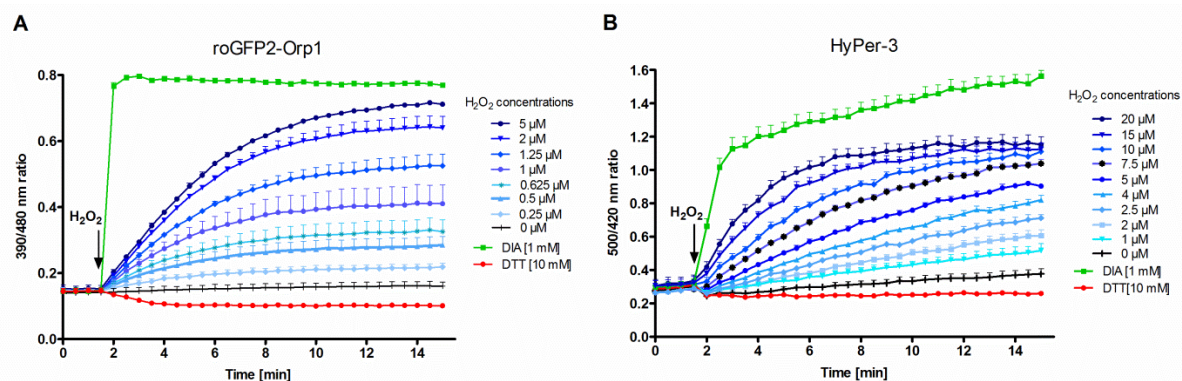 A
roGFP2-Orp1
390/480 nm ratio
0.8
0.6
0.4
0.2
0.0
H₂O₂
0 2 4 6 8 10 12 14
Time [min]
H₂O₂ concentrations
5 µM
2 µM
1.25 µM
1 µM
0.625 µM
0.5 µM
0.25 µM
0 µM
DIA [1 mM]
DTT [10 mM]
B
HyPer-3
500/420 nm ratio
1.6
1.4
1.2
1.0
0.8
0.6
0.4
0.2
0.0
H₂O₂
0 2 4 6 8 10 12 14
Time [min]
H₂O₂ concentrations
20 µM
15 µM
10 µM
7.5 µM
5 µM
4 µM
2.5 µM
2 µM
1 µM
0 µM
DIA [1 mM]
DTT[10 mM]